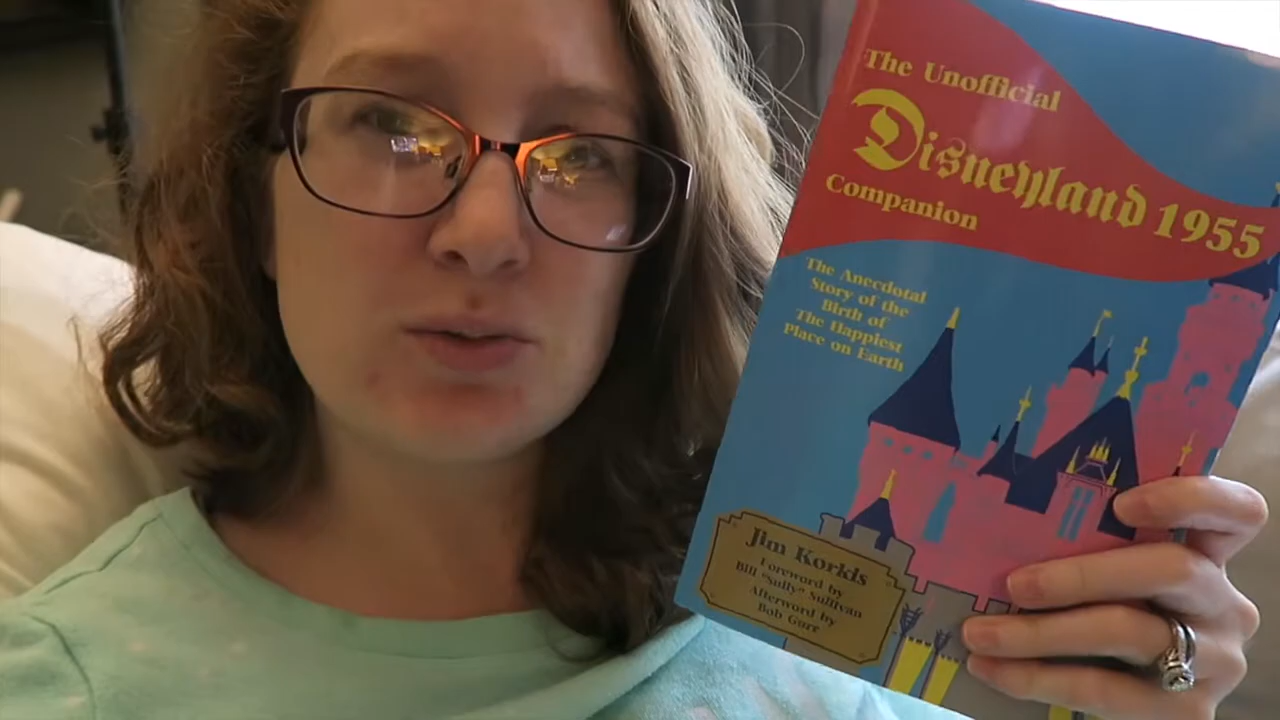 The Unofficial
Disneyland 1955
Companion
The Anecdotal
Story of the
Birth of
The Happiest
Place on Earth
Jim Korkis
Foreword by
Bill "Sully" Sullivan
Afterword by
Bob Gurr